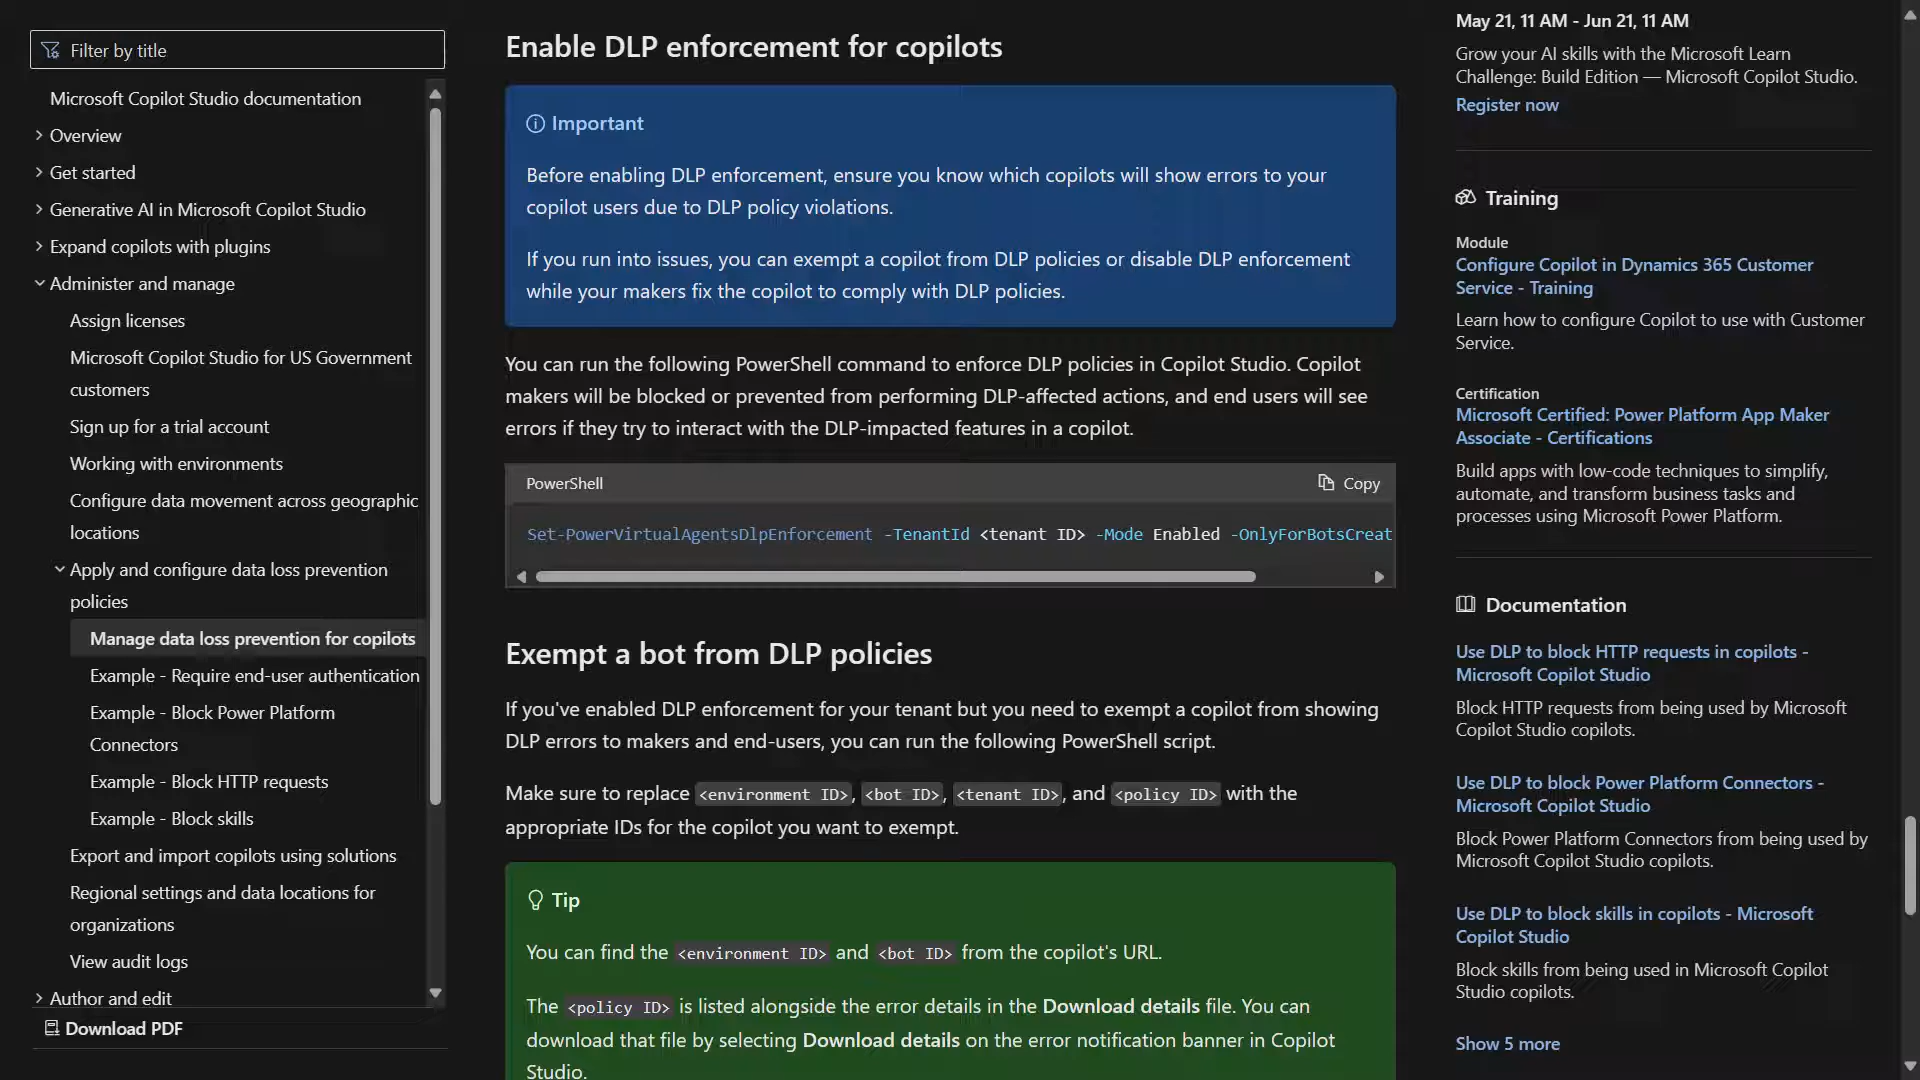 Filter by title
Microsoft Copilot Studio documentation
Overview
Get started
Generative AI in Microsoft Copilot Studio
Expand copilots with plugins
Administer and manage
Assign licenses
Microsoft Copilot Studio for US Government
customers
Sign up for a trial account
Working with environments
Configure data movement across geographic
locations
Apply and configure data loss prevention
policies
Manage data loss prevention for copilots
Example - Require end-user authentication
Example - Block Power Platform
Connectors
Example - Block HTTP requests
Example - Block skills
Export and import copilots using solutions
Regional settings and data locations for
organizations
View audit logs
Author and edit
Download PDF
Enable DLP enforcement for copilots
Important
Before enabling DLP enforcement, ensure you know which copilots will show errors to your
copilot users due to DLP policy violations.
If you run into issues, you can exempt a copilot from DLP policies or disable DLP enforcement
while your makers fix the copilot to comply with DLP policies.
You can run the following PowerShell command to enforce DLP policies in Copilot Studio. Copilot
makers will be blocked or prevented from performing DLP-affected actions, and end users will see
errors if they try to interact with the DLP-impacted features in a copilot.
PowerShell
Copy
Set-PowerVirtualAgentsDlpEnforcement -TenantId <tenant ID> -Mode Enabled -OnlyForBotsCreat
Exempt a bot from DLP policies
If you've enabled DLP enforcement for your tenant but you need to exempt a copilot from showing
DLP errors to makers and end-users, you can run the following PowerShell script.
Make sure to replace <environment ID>, <bot ID>, <tenant ID>, and <policy ID> with the
appropriate IDs for the copilot you want to exempt.
Tip
You can find the <environment ID> and <bot ID> from the copilot's URL.
The <policy ID> is listed alongside the error details in the Download details file. You can
download that file by selecting Download details on the error notification banner in Copilot
Studio.
May 21, 11 AM - Jun 21, 11 AM
Grow your AI skills with the Microsoft Learn
Challenge: Build Edition — Microsoft Copilot Studio.
Register now
Training
Module
Configure Copilot in Dynamics 365 Customer
Service - Training
Learn how to configure Copilot to use with Customer
Service.
Certification
Microsoft Certified: Power Platform App Maker
Associate - Certifications
Build apps with low-code techniques to simplify,
automate, and transform business tasks and
processes using Microsoft Power Platform.
Documentation
Use DLP to block HTTP requests in copilots -
Microsoft Copilot Studio
Block HTTP requests from being used by Microsoft
Copilot Studio copilots.
Use DLP to block Power Platform Connectors -
Microsoft Copilot Studio
Block Power Platform Connectors from being used by
Microsoft Copilot Studio copilots.
Use DLP to block skills in copilots - Microsoft
Copilot Studio
Block skills from being used in Microsoft Copilot
Studio copilots.
Show 5 more